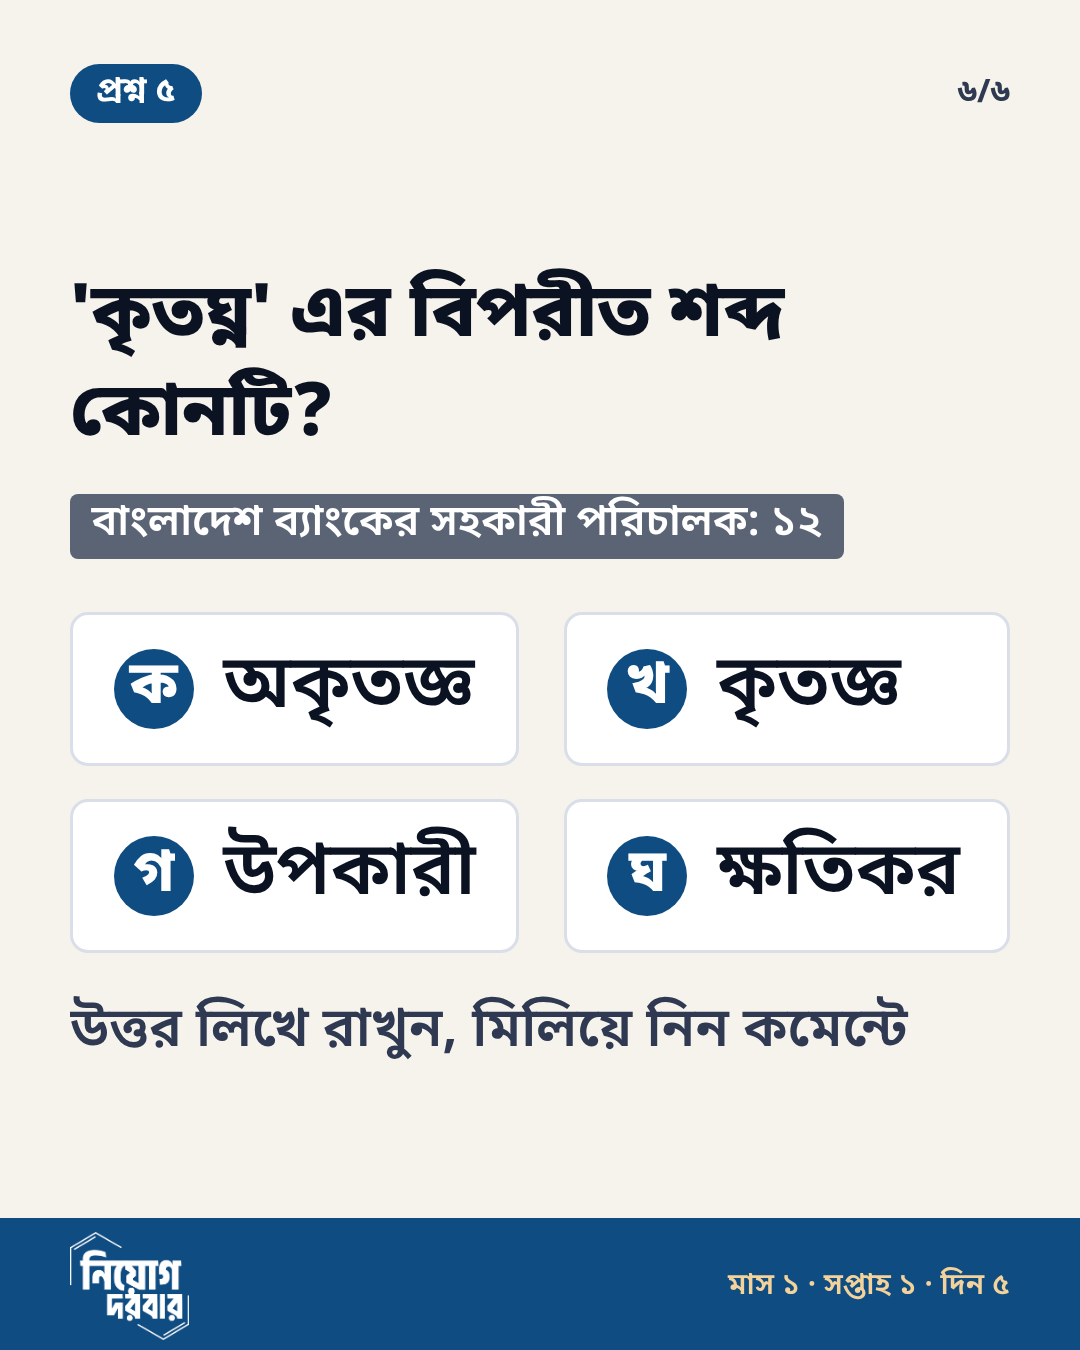 প্রশ্ন ৫
৬/৬
'কৃতঘ্ন' এর বিপরীত শব্দ
কোনটি?
বাংলাদেশ ব্যাংকের সহকারী পরিচালক: ১২
ক অকৃতজ্ঞ
খ কৃতজ্ঞ
গ উপকারী
ঘ ক্ষতিকর
উত্তর লিখে রাখুন, মিলিয়ে নিন কমেন্টে
নিয়োগ
দরবার
মাস ১ · সপ্তাহ ১ · দিন ৫